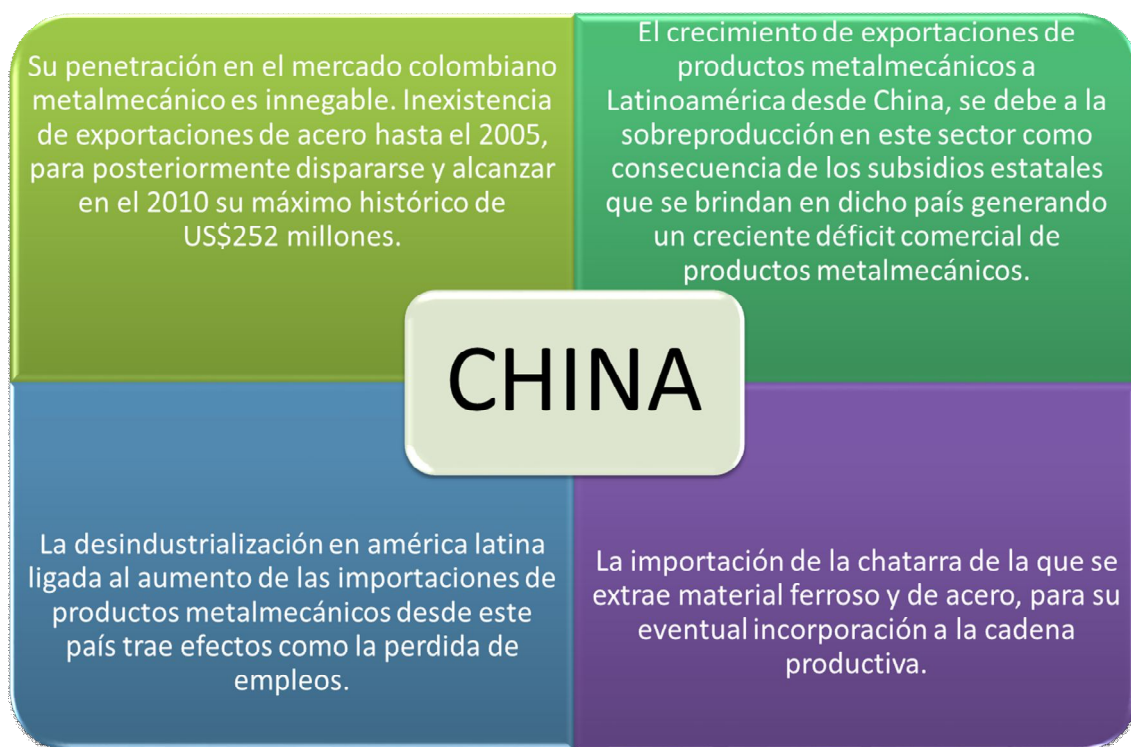 Su penetración en el mercado colombiano
metalmecánico es innegable. Inexistencia
de exportaciones de acero hasta el 2005,
para posteriormente dispararse y alcanzar
en el 2010 su máximo histórico de
US$252 millones.
El crecimiento de exportaciones de
productos metalmecánicos a
Latinoamérica desde China, se debe a la
sobreproducción en este sector como
consecuencia de los subsidios estatales
que se brindan en dicho país generando
un creciente déficit comercial de
productos metalmecánicos.
CHINA
La desindustrialización en américa latina
ligada al aumento de las importaciones de
productos metalmecánicos desde este
país trae efectos como la perdida de
empleos.
La importación de la chatarra de la que se
extrae material ferroso y de acero, para su
eventual incorporación a la cadena
productiva.